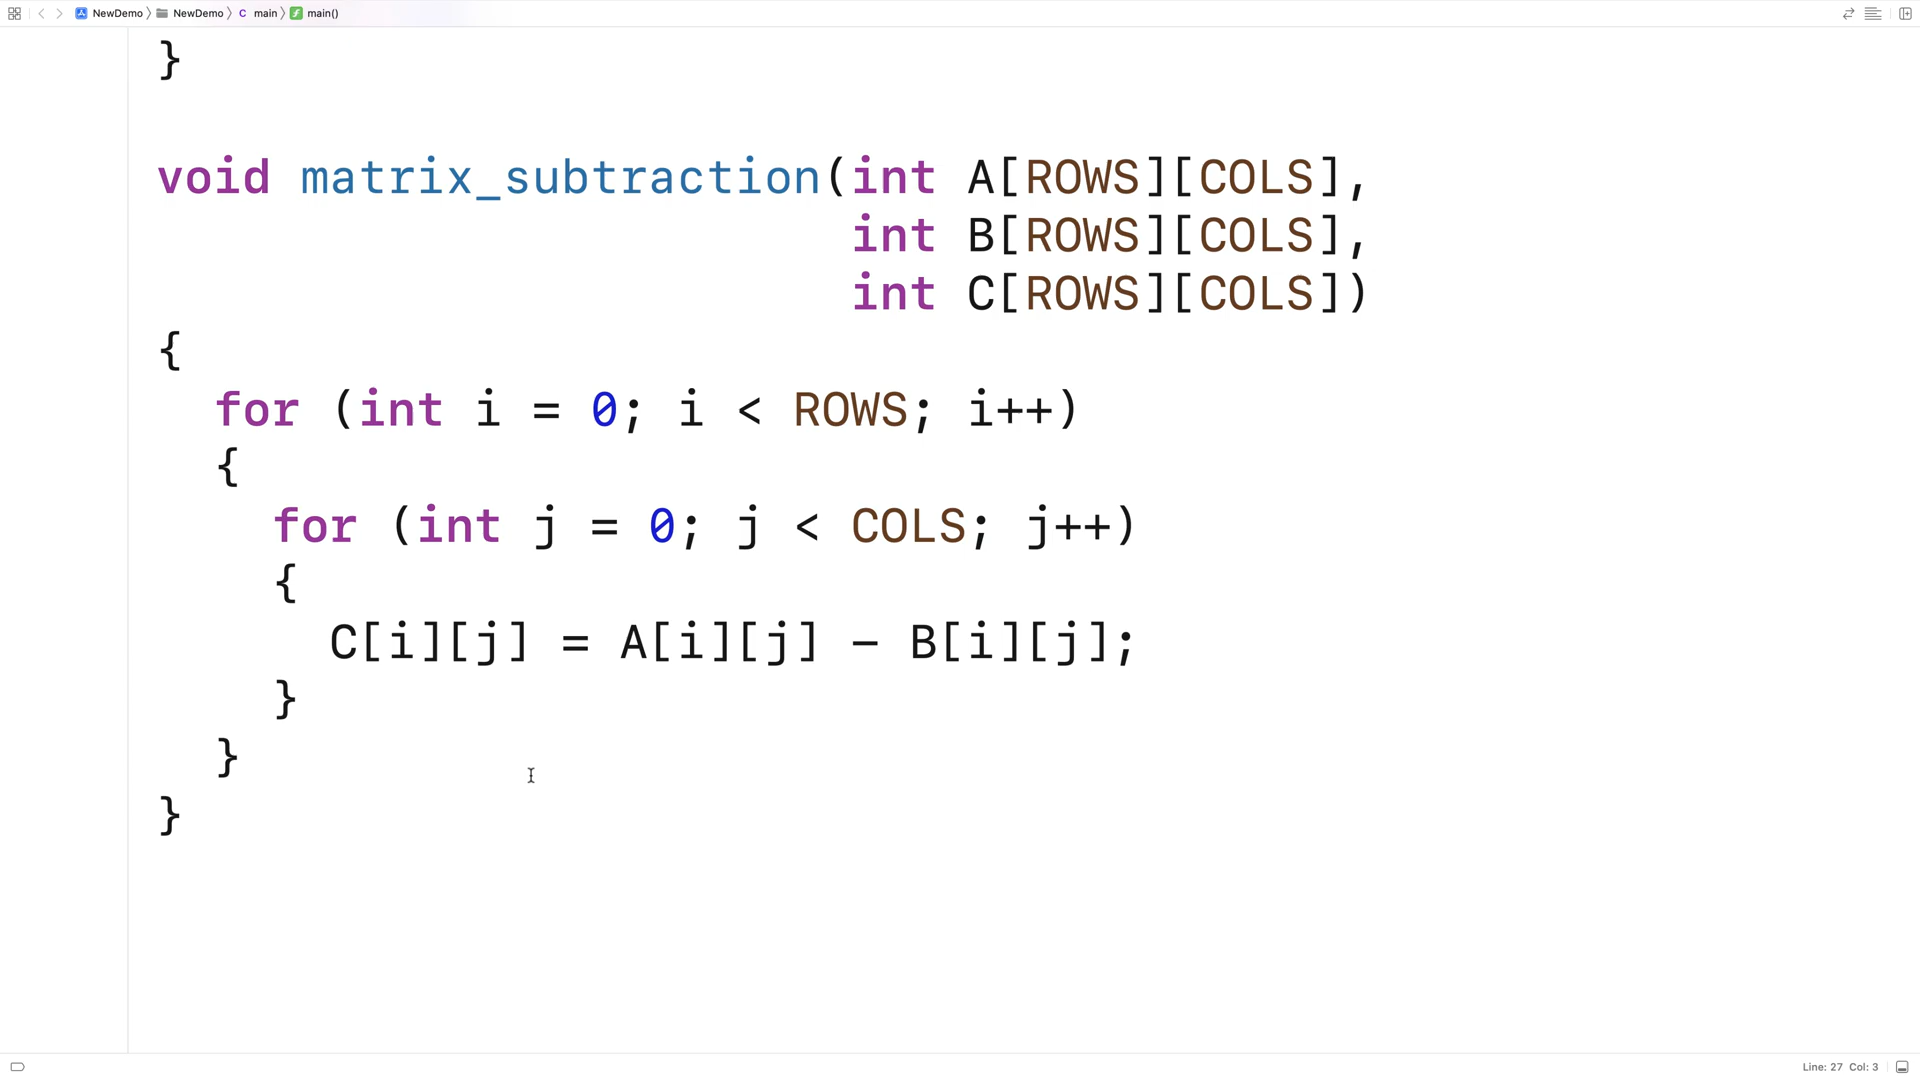 NewDemo NewDemo C main main()
}
void matrix_subtraction(int A[ROWS][COLS],
int B[ROWS][COLS],
int C[ROWS][COLS])
{
for (int i = 0; i < ROWS; i++)
{
for (int j = 0; j < COLS; j++)
{
C[i][j] = A[i][j] - B[i][j];
}
}
}
Line: 27 Col: 3